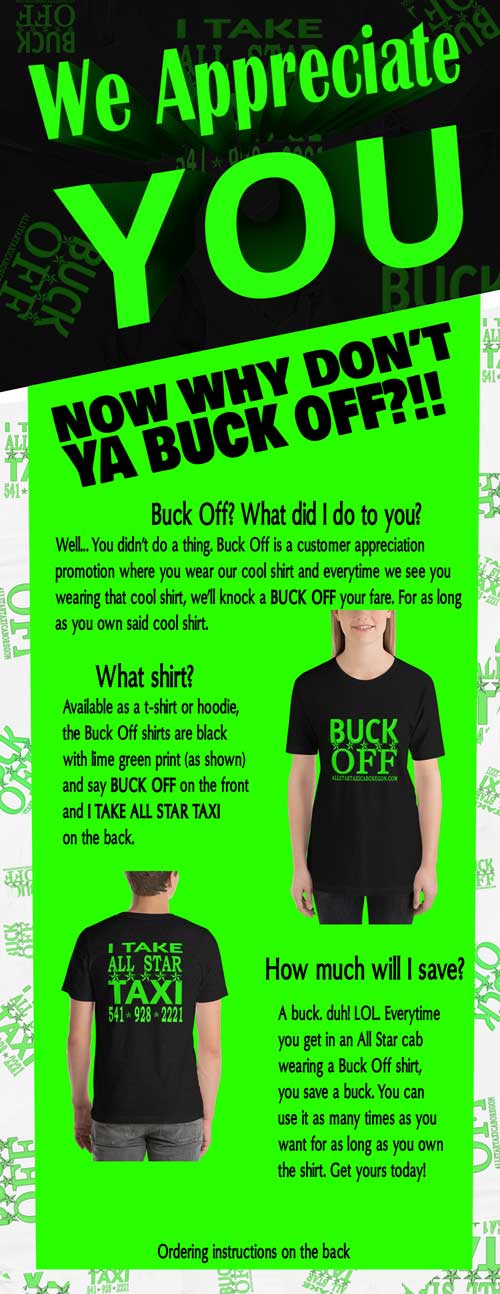 We Appreciate
YOU
NOW WHY DON'T
YA BUCK OFF?!!
Buck Off? What did I do to you?
Well... You didn't do a thing. Buck Off is a customer appreciation
promotion where you wear our cool shirt and everytime we see you
wearing that cool shirt, we'll knock a BUCK OFF your fare. For as long
as you own said cool shirt.
What shirt?
Available as a t-shirt or hoodie,
the Buck Off shirts are black
with lime green print (as shown)
and say BUCK OFF on the front
and I TAKE ALL STAR TAXI
on the back.
BUCK
OFF
ALLSTARTAXICABOREGON.COM
I TAKE
ALL STAR
TAXI
541 ★ 928 ★ 2221
How much will I save?
A buck. duh! LOL. Everytime
you get in an All Star cab
wearing a Buck Off shirt,
you save a buck. You can
use it as many times as you
want for as long as you own
the shirt. Get yours today!
Ordering instructions on the back